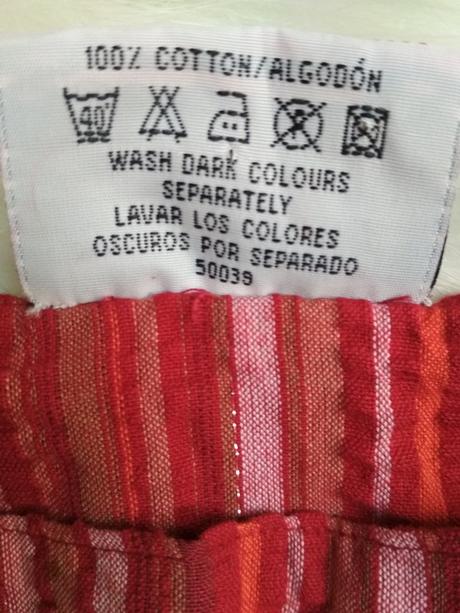 100% COTTON/ALGODÓN
40°
WASH DARK COLOURS
SEPARATELY
LAVAR LOS COLORES
OSCUROS POR SEPARADO
50039